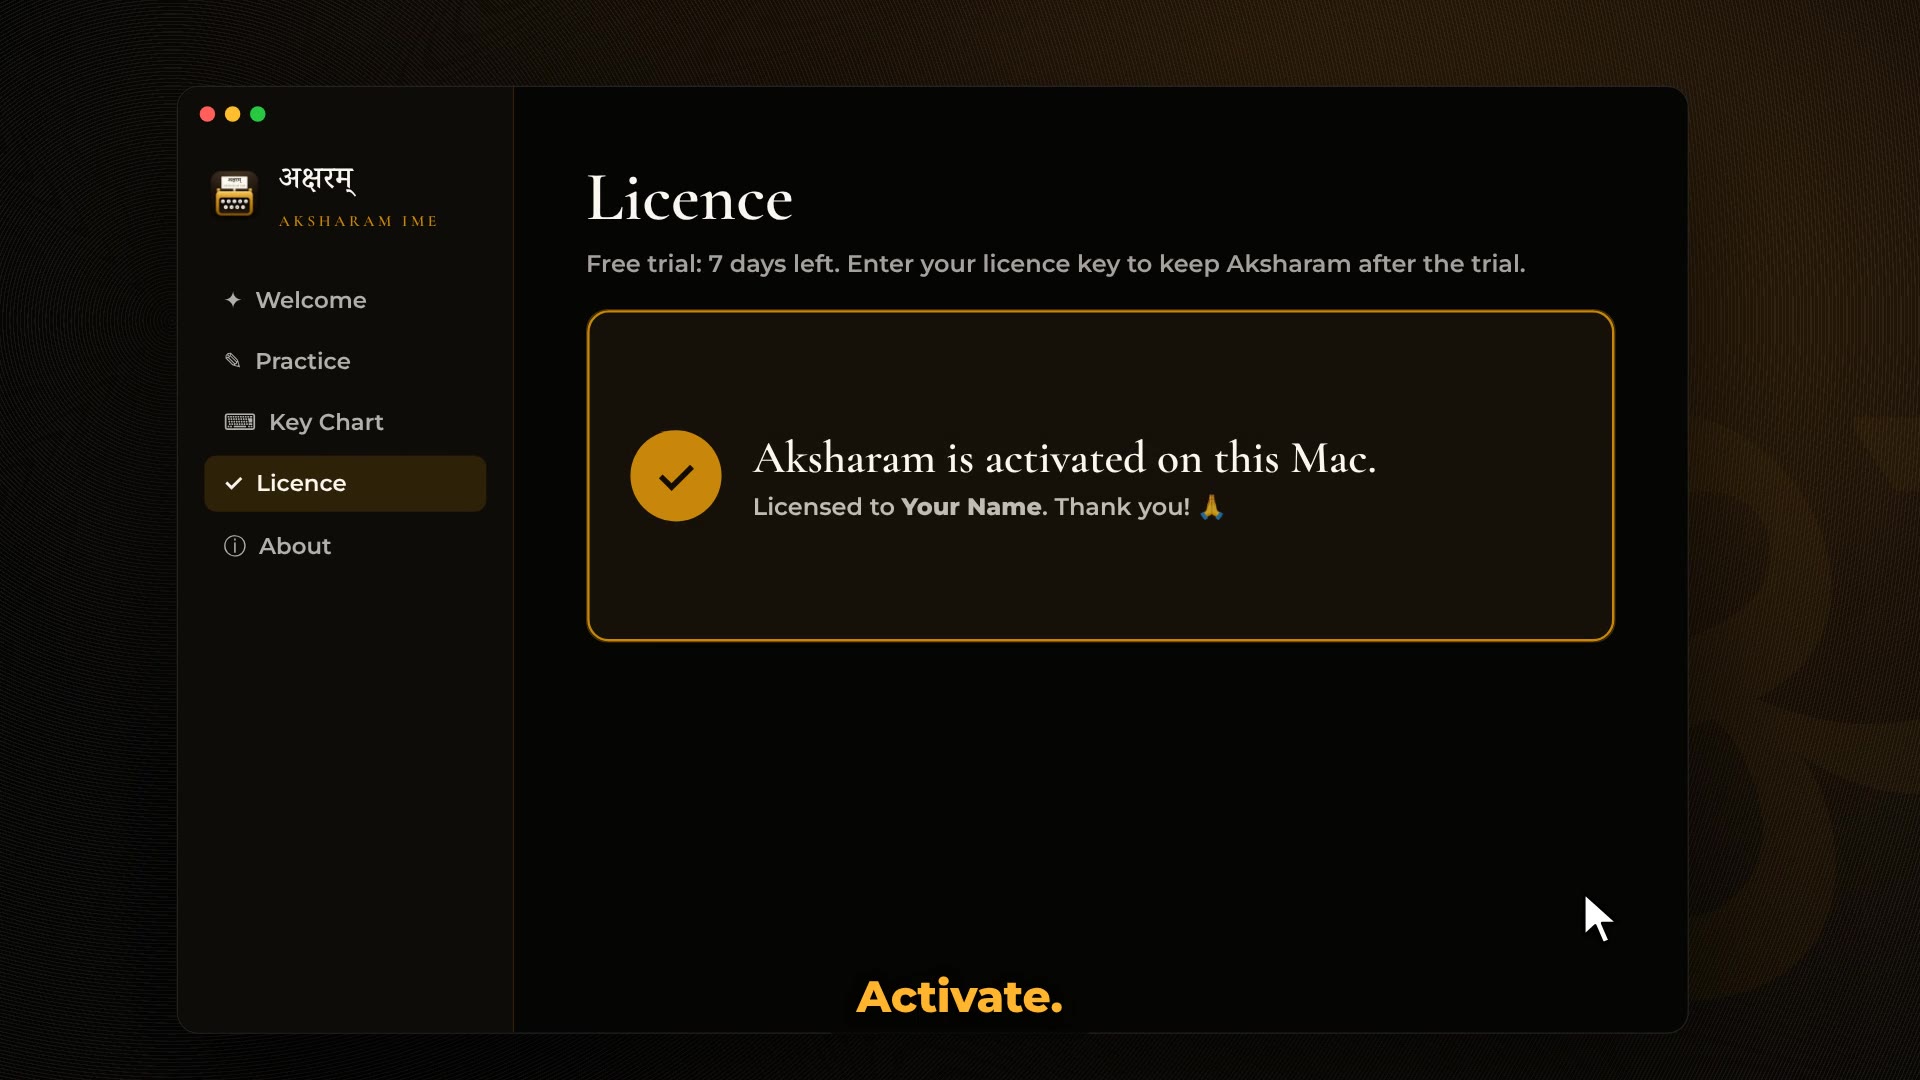 अक्षरम्
AKSHARAM IME
Welcome
Practice
Key Chart
Licence
About
Licence
Free trial: 7 days left. Enter your licence key to keep Aksharam after the trial.
Aksharam is activated on this Mac.
Licensed to Your Name. Thank you! 🙏
Activate.